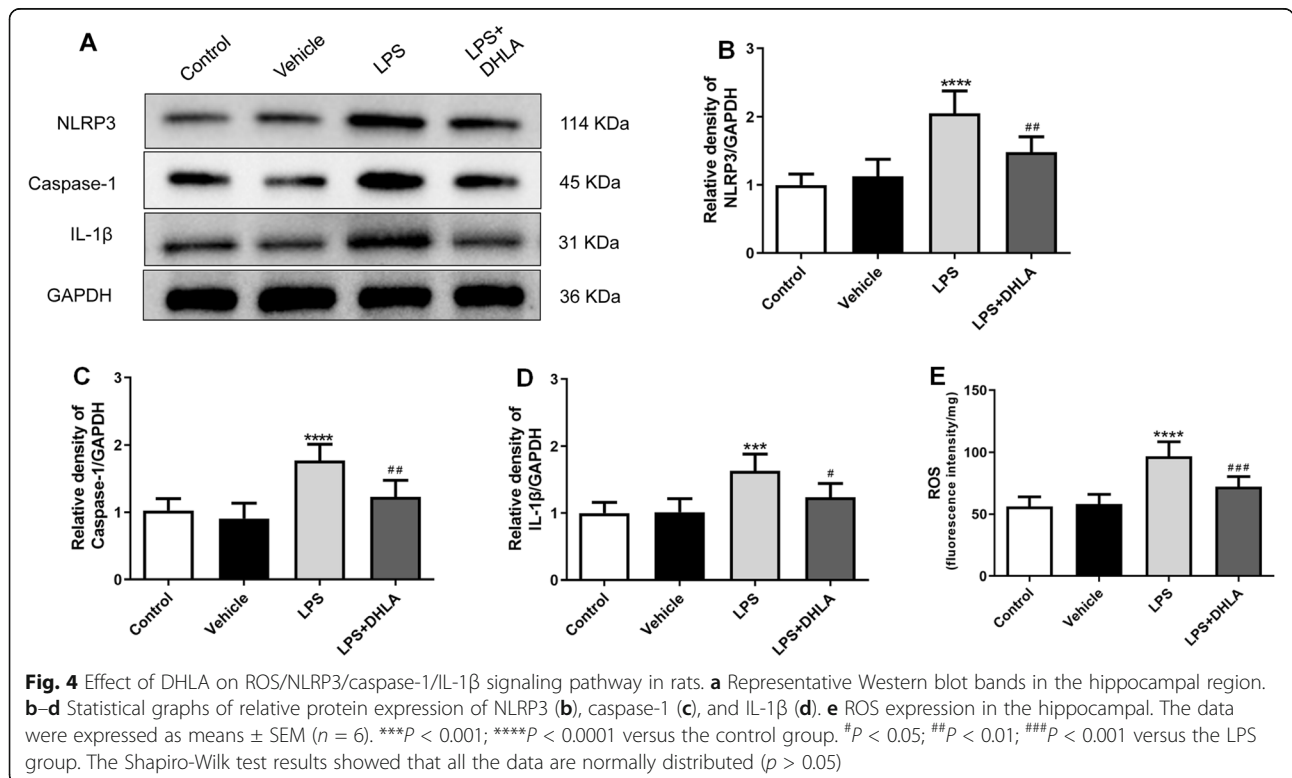 A
Control
Vehicle
LPS
LPS+
DHLA
NLRP3
114 KDa
Caspase-1
45 KDa
IL-1β
31 KDa
GAPDH
36 KDa
B
Relative density of
NLRP3/GAPDH
3
2
1
0
****
##
Control
Vehicle
LPS
LPS+DHLA
C
Relative density of
Caspase-1/GAPDH
3
2
1
0
****
##
Control
Vehicle
LPS
LPS+DHLA
D
Relative density of
IL-1β/GAPDH
3
2
1
0
***
#
Control
Vehicle
LPS
LPS+DHLA
E
ROS
(fluorescence intensity/mg)
150
100
50
0
****
###
Control
Vehicle
LPS
LPS+DHLA
Fig. 4 Effect of DHLA on ROS/NLRP3/caspase-1/IL-1β signaling pathway in rats. a Representative Western blot bands in the hippocampal region.
b–d Statistical graphs of relative protein expression of NLRP3 (b), caspase-1 (c), and IL-1β (d). e ROS expression in the hippocampal. The data
were expressed as means ± SEM (n = 6). ***P < 0.001; ****P < 0.0001 versus the control group. #P < 0.05; ##P < 0.01; ###P < 0.001 versus the LPS
group. The Shapiro-Wilk test results showed that all the data are normally distributed (p > 0.05)